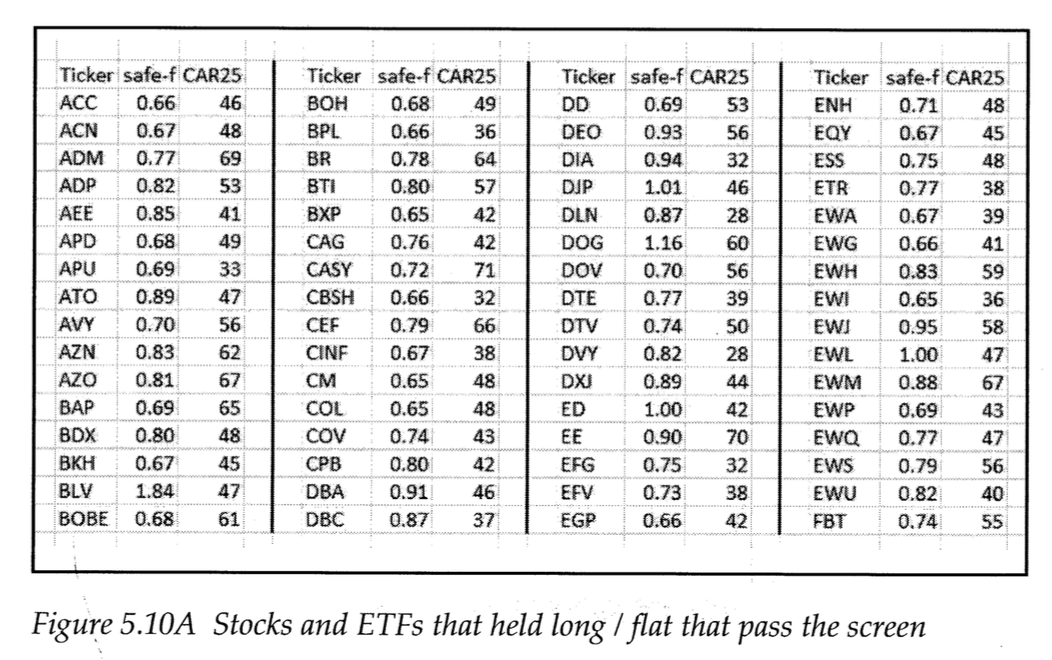 Ticker safe-f CAR25 Ticker safe-f CAR25 Ticker safe-f CAR25 Ticker safe-f CAR25
ACC 0.66 46 BOH 0.68 49 DD 0.69 53 ENH 0.71 48
ACN 0.67 48 BPL 0.66 36 DEO 0.93 56 EQY 0.67 45
ADM 0.77 69 BR 0.78 64 DIA 0.94 32 ESS 0.75 48
ADP 0.82 53 BTI 0.80 57 DJP 1.01 46 ETR 0.77 38
AEE 0.85 41 BXP 0.65 42 DLN 0.87 28 EWA 0.67 39
APD 0.68 49 CAG 0.76 42 DOG 1.16 60 EWG 0.66 41
APU 0.69 33 CASY 0.72 71 DOV 0.70 56 EWH 0.83 59
ATO 0.89 47 CBSH 0.66 32 DTE 0.77 39 EWI 0.65 36
AVY 0.70 56 CEF 0.79 66 DTV 0.74 50 EWJ 0.95 58
AZN 0.83 62 CINF 0.67 38 DVY 0.82 28 EWL 1.00 47
AZO 0.81 67 CM 0.65 48 DXJ 0.89 44 EWM 0.88 67
BAP 0.69 65 COL 0.65 48 ED 1.00 42 EWP 0.69 43
BDX 0.80 48 COV 0.74 43 EE 0.90 70 EWQ 0.77 47
BKH 0.67 45 CPB 0.80 42 EFG 0.75 32 EWS 0.79 56
BLV 1.84 47 DBA 0.91 46 EFV 0.73 38 EWU 0.82 40
BOBE 0.68 61 DBC 0.87 37 EGP 0.66 42 FBT 0.74 55
Figure 5.10A Stocks and ETFs that held long / flat that pass the screen